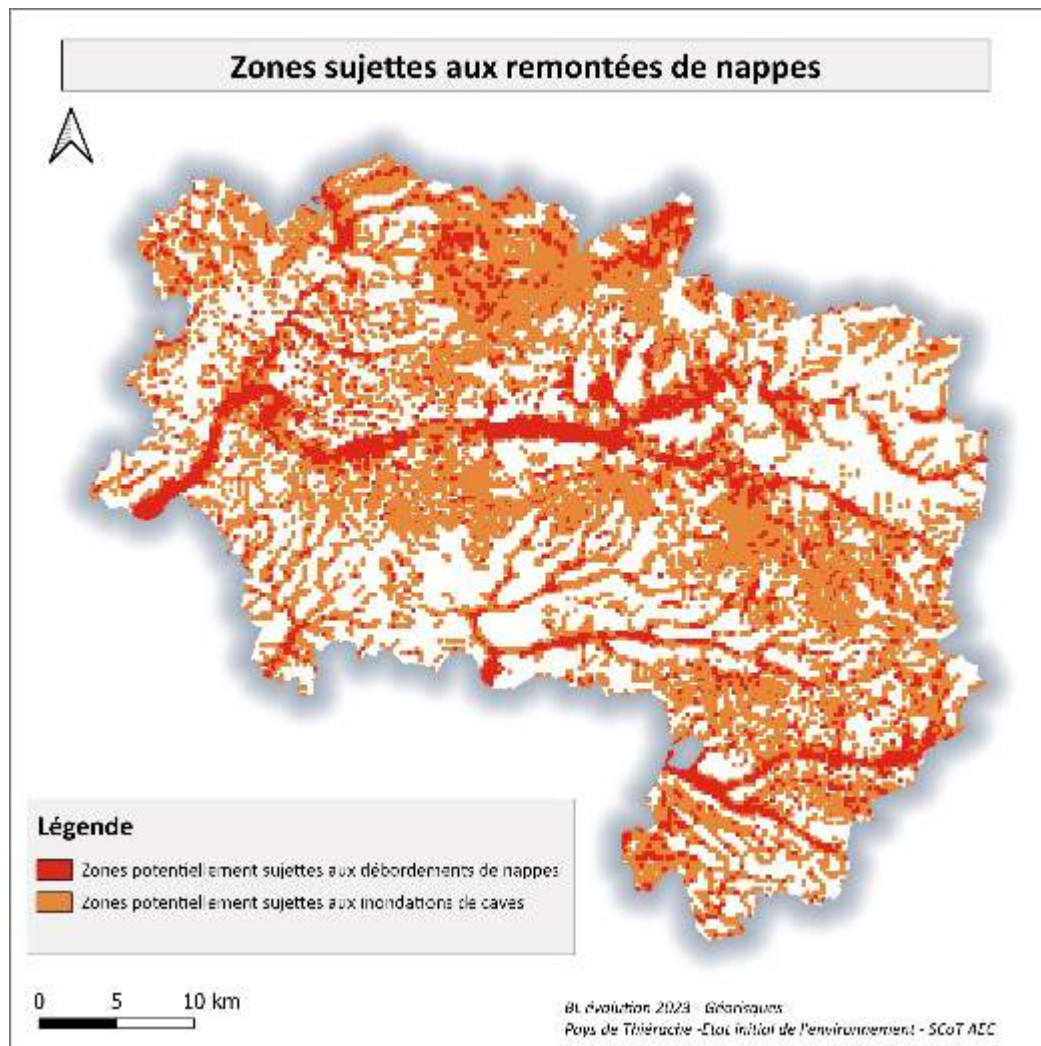 Zones sujettes aux remontées de nappes
Légende
Zones potentiellement sujettes aux débordements de nappes
Zones potentiellement sujettes aux inondations de caves
0 5 10 km
BL évolution 2023 - Géorisques
Pays de Thiérache -Etat initial de l'environnement - SCoT AEC